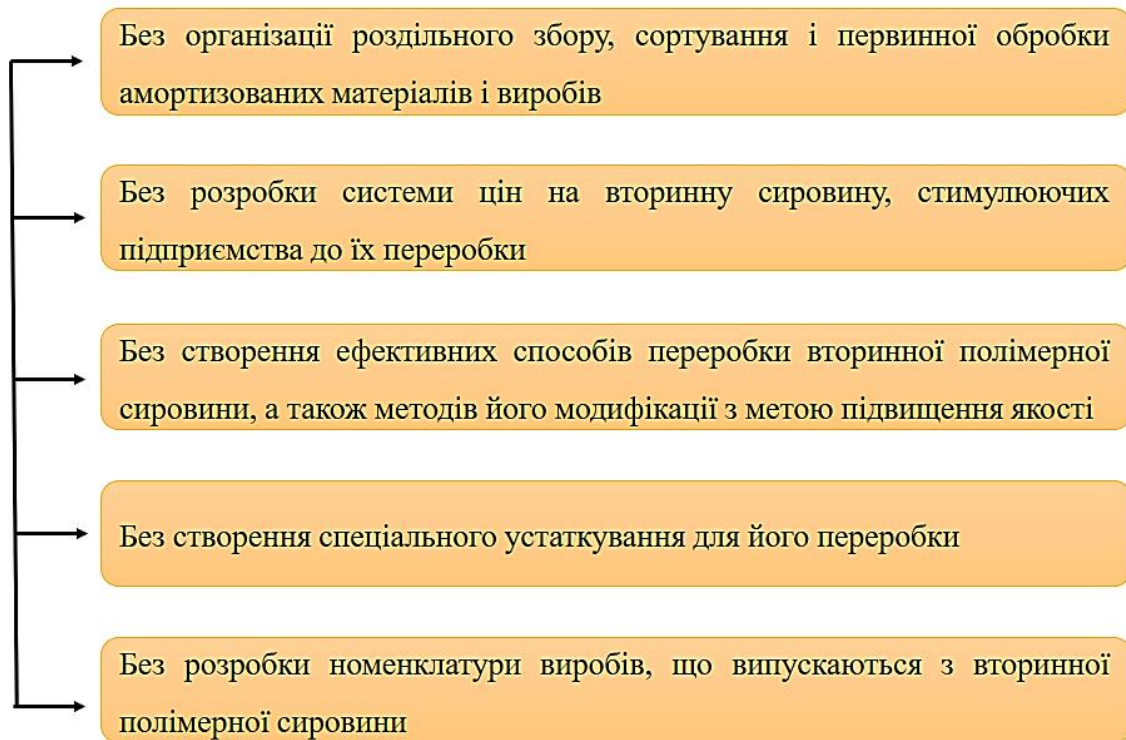 Без організації роздільного збору, сортування і первинної обробки
амортизованих матеріалів і виробів
Без розробки системи цін на вторинну сировину, стимулюючих
підприємства до їх переробки
Без створення ефективних способів переробки вторинної полімерної
сировини, а також методів його модифікації з метою підвищення якості
Без створення спеціального устаткування для його переробки
Без розробки номенклатури виробів, що випускаються з вторинної
полімерної сировини